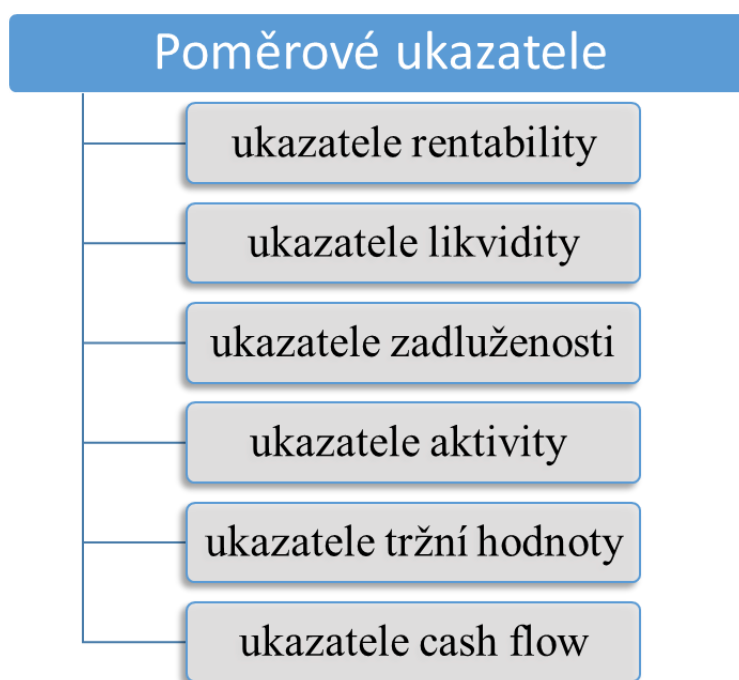 Poměrové ukazatele
ukazatele rentability
ukazatele likvidity
ukazatele zadluženosti
ukazatele aktivity
ukazatele tržní hodnoty
ukazatele cash flow